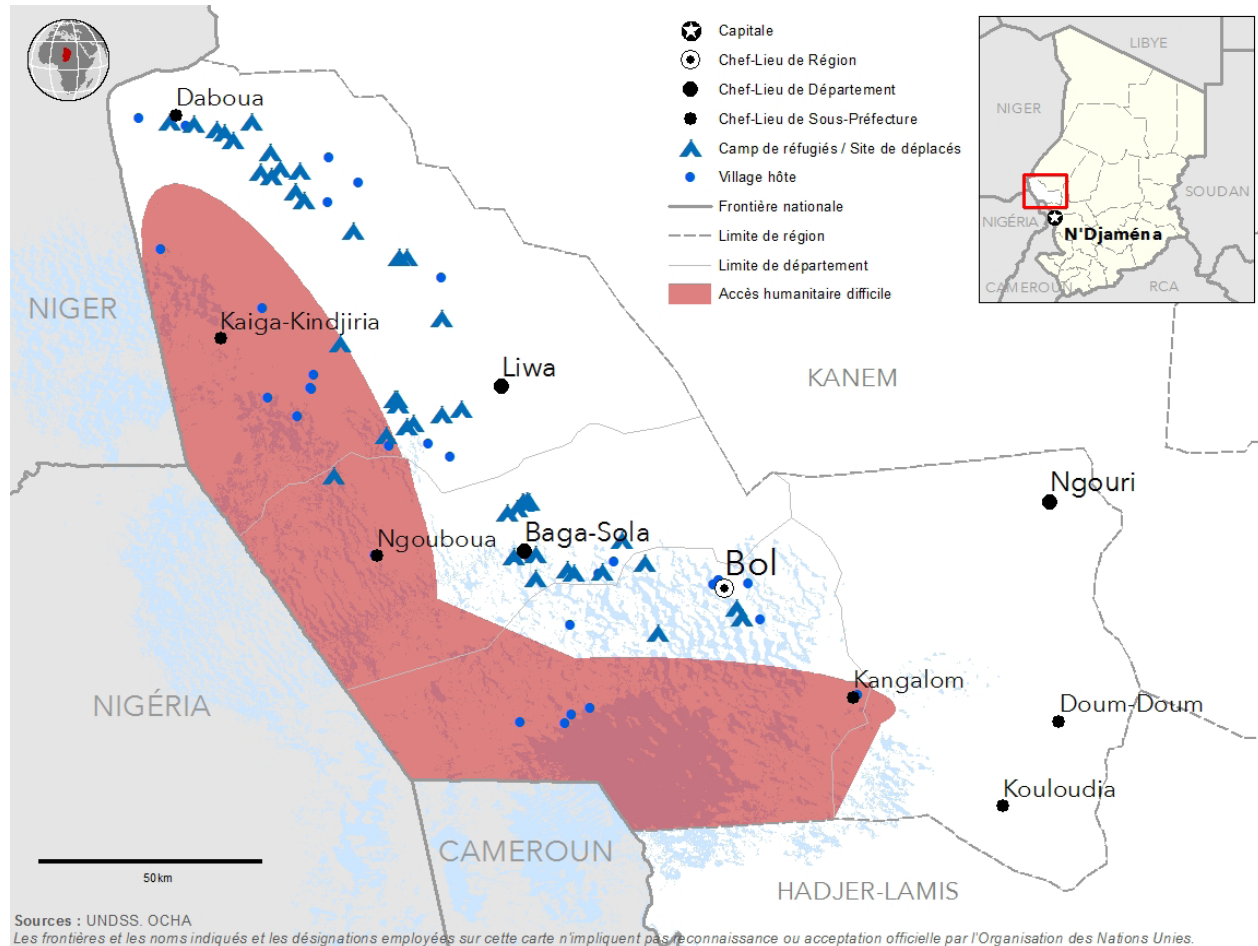 Capitale
Chef-Lieu de Région
Chef-Lieu de Département
Chef-Lieu de Sous-Préfecture
Camp de réfugiés / Site de déplacés
Village hôte
Frontière nationale
Limite de région
Limite de département
Accès humanitaire difficile
LIBYE
NIGER
SOUDAN
NIGÉRIA
N'Djaména
CAMEROUN
RCA
Daboua
NIGER
Kaiga-Kindjiria
Liwa
KANEM
Ngouri
Ngouboua
Baga-Sola
Bol
NIGÉRIA
Kangalom
Doum-Doum
Kouloudia
CAMEROUN
HADJER-LAMIS
50km
Sources : UNDSS. OCHA
Les frontières et les noms indiqués et les désignations employées sur cette carte n'impliquent pas reconnaissance ou acceptation officielle par l'Organisation des Nations Unies.